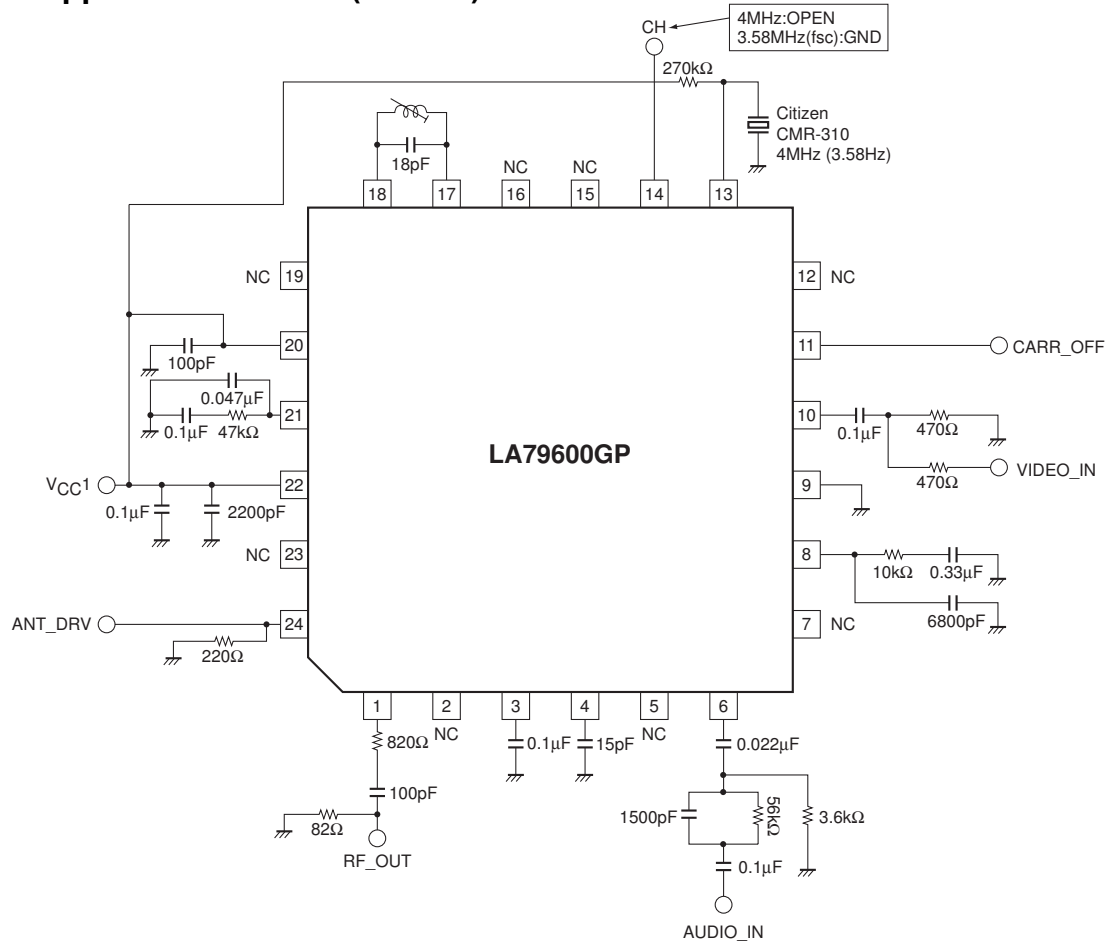 CH
4MHz:OPEN
3.58MHz(fsc):GND
270kΩ
Citizen
CMR-310
4MHz (3.58Hz)
18pF
NC
NC
18
17
16
15
14
13
NC
19
12
NC
20
100pF
11
CARR_OFF
0.047μF
21
0.1μF
47kΩ
10
0.1μF
470Ω
470Ω
VIDEO_IN
LA79600GP
VCC1
22
0.1μF
2200pF
9
NC
23
8
10kΩ
0.33μF
6800pF
ANT_DRV
24
220Ω
7
NC
1
2
3
4
5
6
NC
NC
820Ω
0.1μF
15pF
0.022μF
100pF
82Ω
RF_OUT
1500pF
56kΩ
3.6kΩ
0.1μF
AUDIO_IN